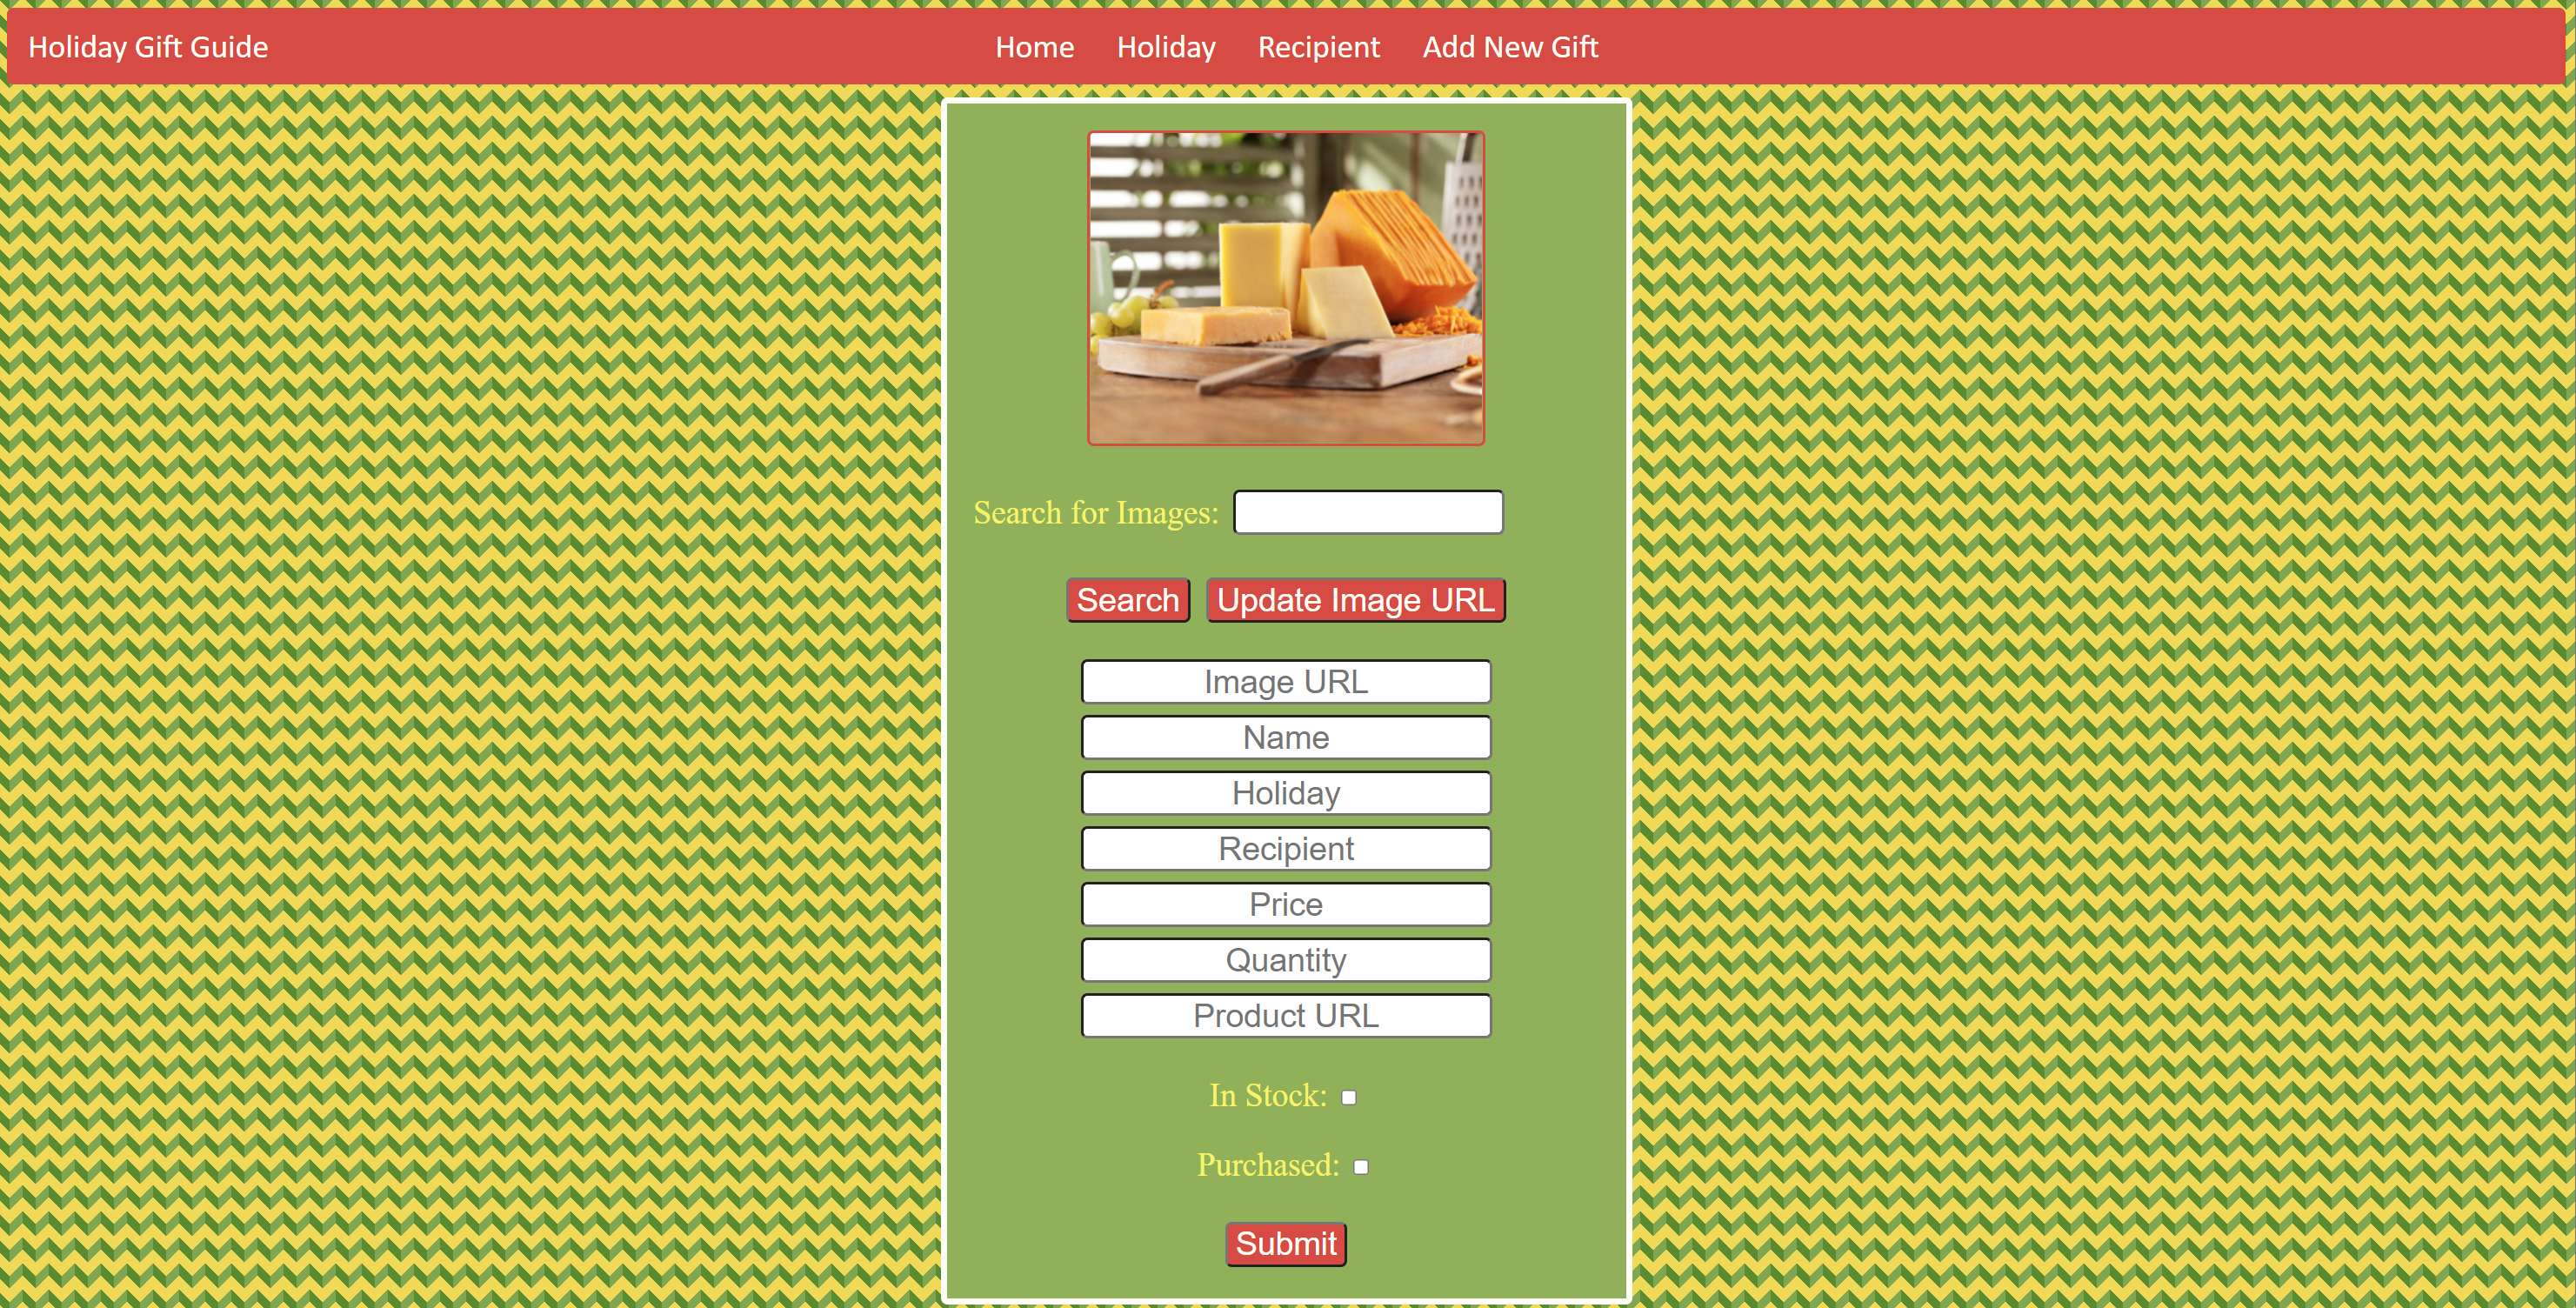 Holiday Gift Guide
Home Holiday Recipient Add New Gift
Search for Images:
Search Update Image URL
Image URL
Name
Holiday
Recipient
Price
Quantity
Product URL
In Stock:
Purchased:
Submit